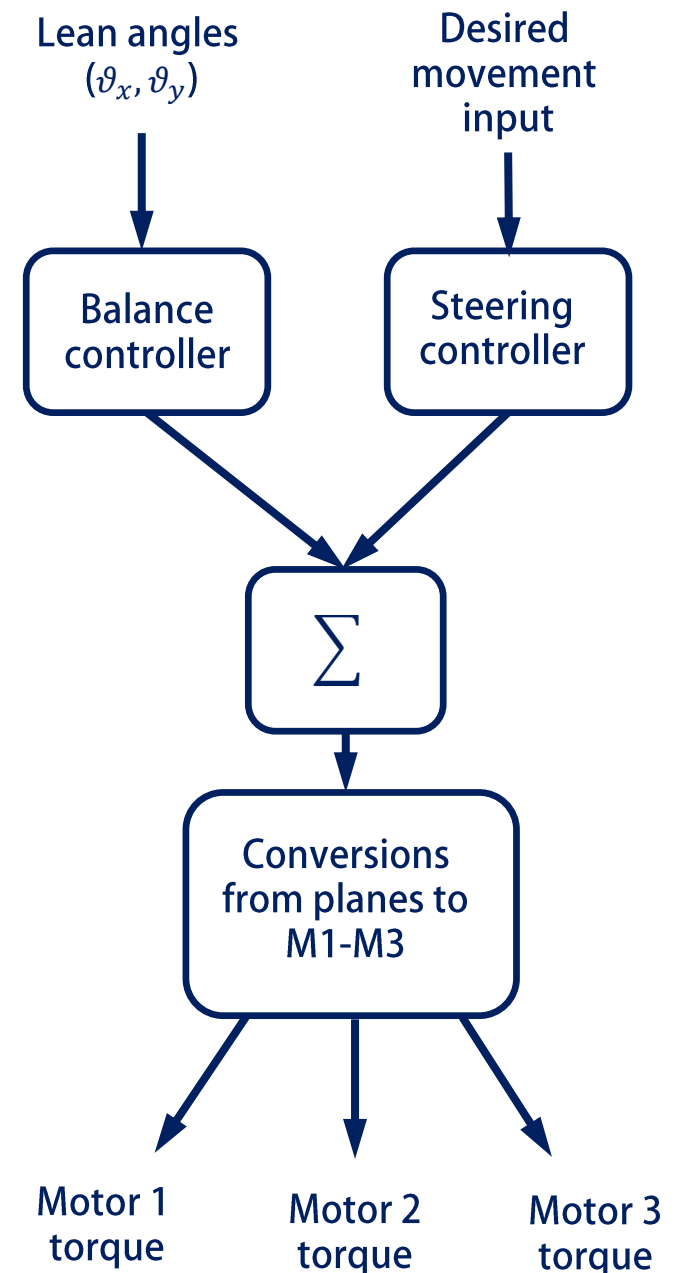 Lean angles
(ϑx, ϑy)
Desired
movement
input
Balance
controller
Steering
controller
∑
Conversions
from planes to
M1-M3
Motor 1
torque
Motor 2
torque
Motor 3
torque